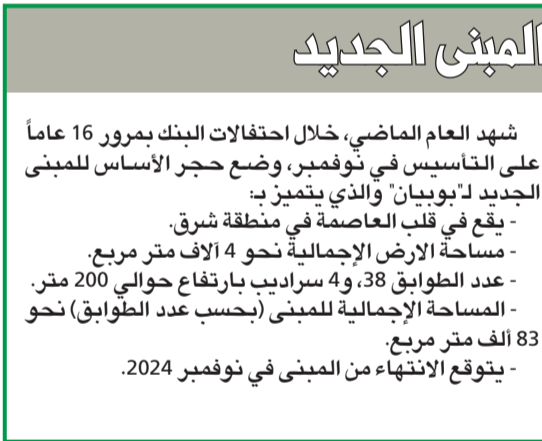 المبنى الجديد
شهد العام الماضي، خلال احتفالات البنك بمرور 16 عاماً
على التأسيس في نوفمبر، وضع حجر الأساس للمبنى
الجديد لـ"بوبيان" والذي يتميز بـ:
- يقع في قلب العاصمة في منطقة شرق.
- مساحة الارض الإجمالية نحو 4 آلاف متر مربع.
- عدد الطوابق 38، و4 سراديب بارتفاع حوالي 200 متر.
- المساحة الإجمالية للمبنى (بحسب عدد الطوابق) نحو
83 ألف متر مربع.
- يتوقع الانتهاء من المبنى في نوفمبر 2024.